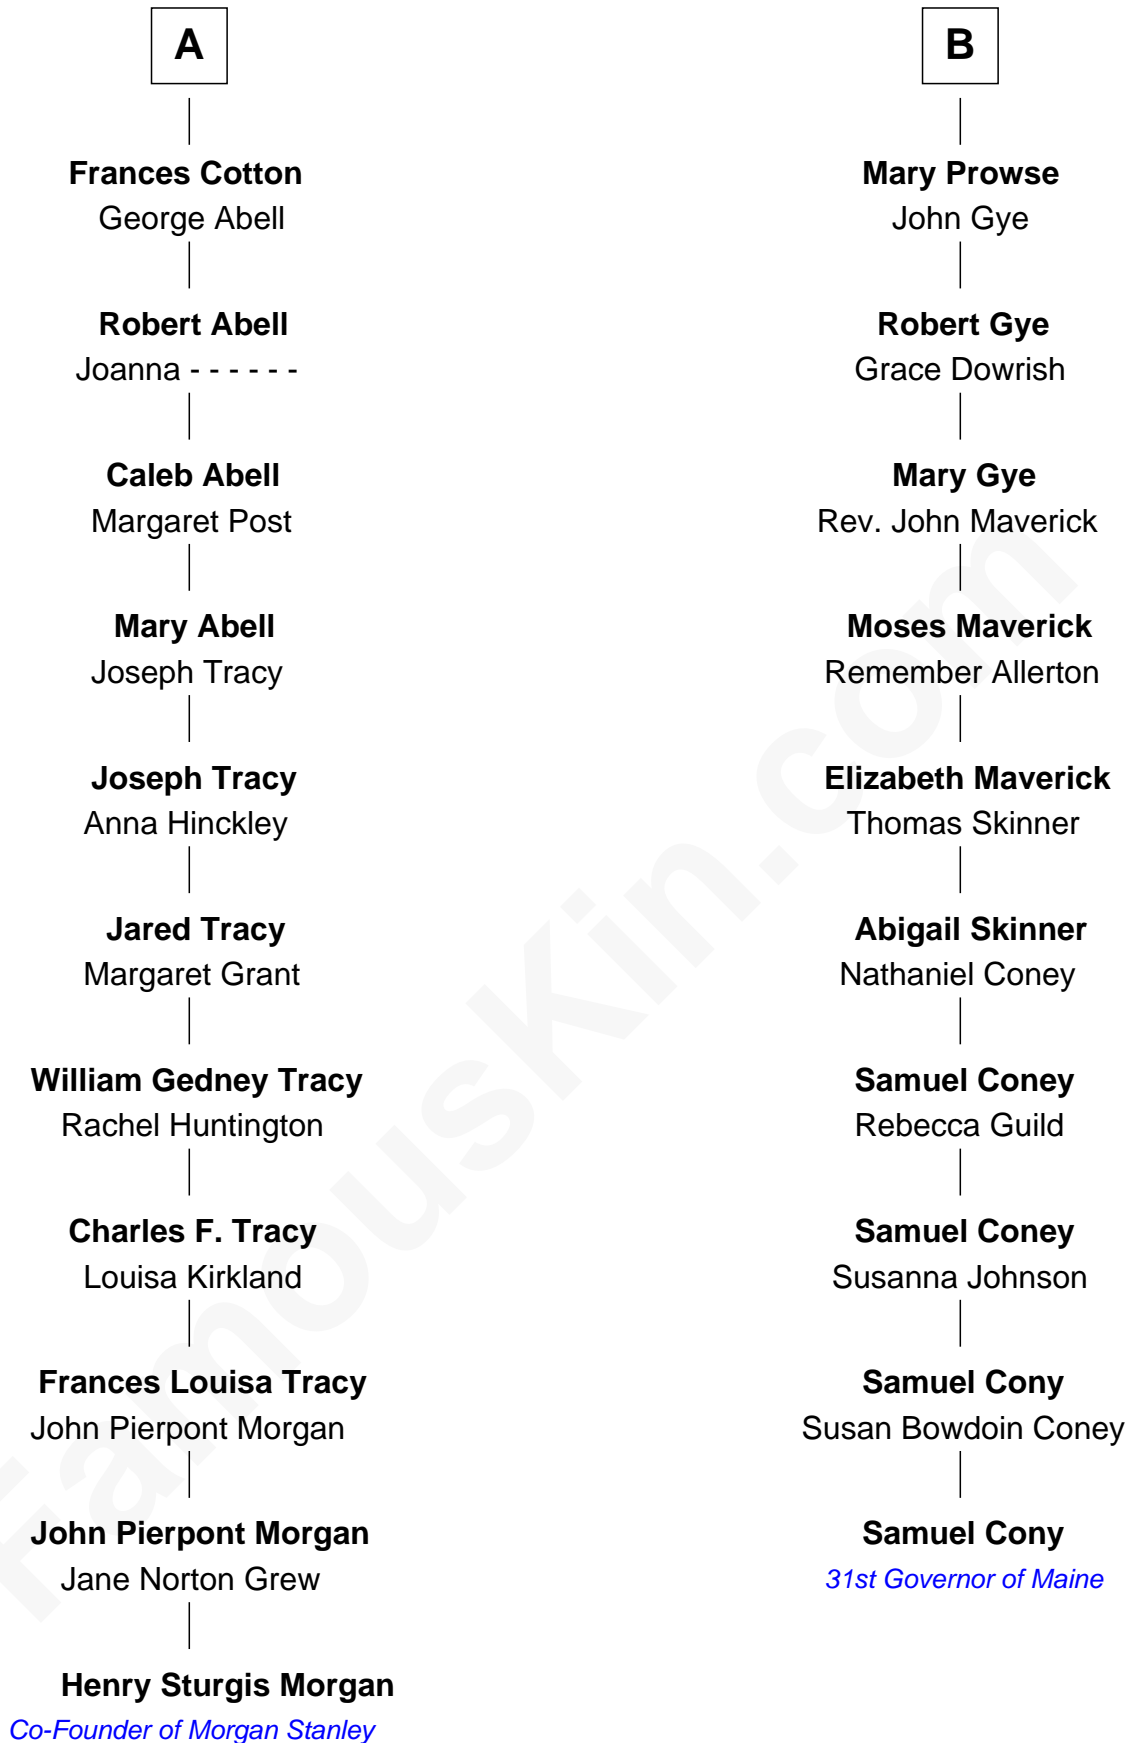 A
Frances Cotton
George Abell
Robert Abell
Joanna - - - - - -
Caleb Abell
Margaret Post
Mary Abell
Joseph Tracy
Joseph Tracy
Anna Hinckley
Jared Tracy
Margaret Grant
William Gedney Tracy
Rachel Huntington
Charles F. Tracy
Louisa Kirkland
Frances Louisa Tracy
John Pierpont Morgan
John Pierpont Morgan
Jane Norton Grew
Henry Sturgis Morgan
Co-Founder of Morgan Stanley
B
Mary Prowse
John Gye
Robert Gye
Grace Dowrish
Mary Gye
Rev. John Maverick
Moses Maverick
Remember Allerton
Elizabeth Maverick
Thomas Skinner
Abigail Skinner
Nathaniel Coney
Samuel Coney
Rebecca Guild
Samuel Coney
Susanna Johnson
Samuel Cony
Susan Bowdoin Coney
Samuel Cony
31st Governor of Maine
FamousKin.com